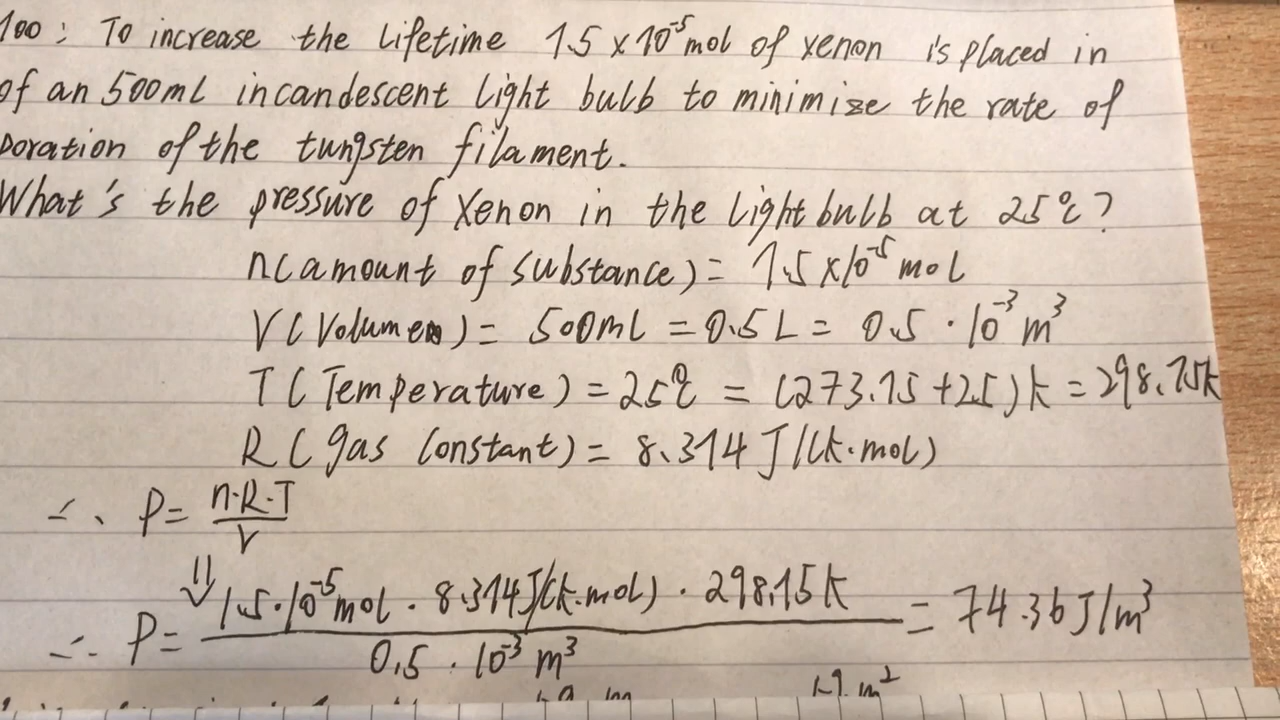 100: To increase the lifetime 1.5 × 10⁻⁵ mol of xenon is placed in
of an 500ml incandescent light bulb to minimize the rate of
poration of the tungsten filament.
What's the pressure of Xenon in the light bulb at 25℃?
n(amount of substance) = 1.5 × 10⁻⁵ mol
V(Volume) = 500ml = 0.5 L = 0.5 · 10⁻³ m³
T(Temperature) = 25℃ = (273.15 + 25)k = 298.15k
R(gas constant) = 8.314 J/(k·mol)
∴ P = n·R·T / V
⇓
∴ P = 1.5·10⁻⁵ mol · 8.314 J/(k·mol) · 298.15k / 0.5 · 10⁻³ m³ = 74.36 J/m³